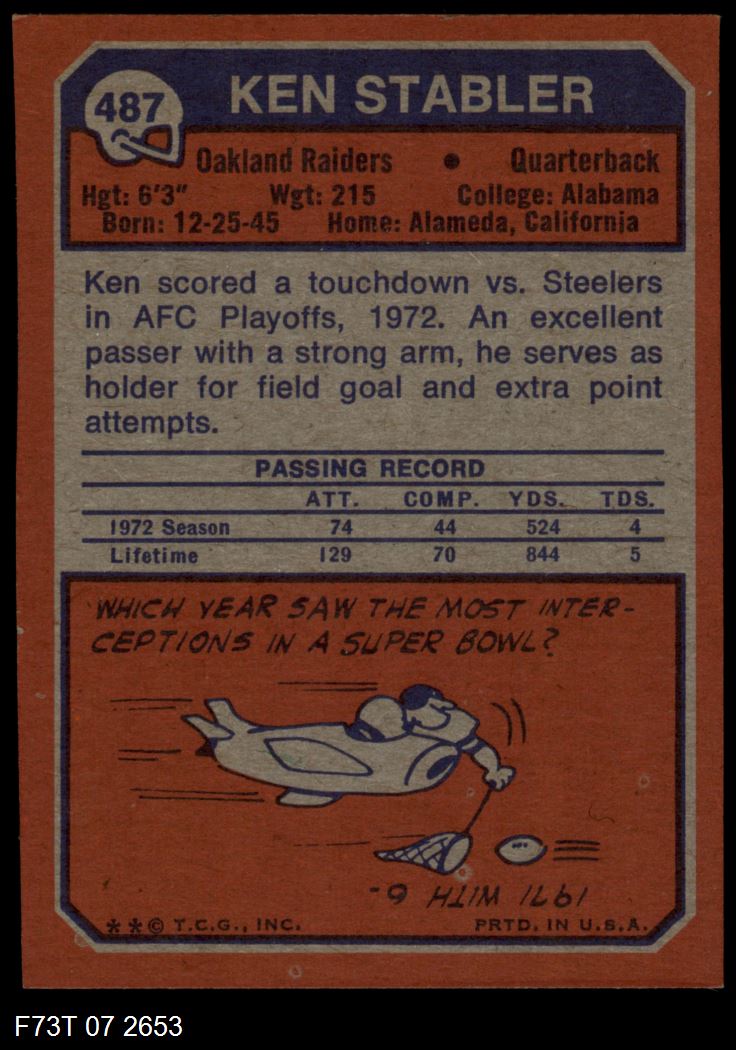 487
KEN STABLER
Oakland Raiders • Quarterback
Hgt: 6'3" Wgt: 215 College: Alabama
Born: 12-25-45 Home: Alameda, California
Ken scored a touchdown vs. Steelers
in AFC Playoffs, 1972. An excellent
passer with a strong arm, he serves as
holder for field goal and extra point
attempts.
PASSING RECORD
ATT. COMP. YDS. TDS.
1972 Season 74 44 524 4
Lifetime 129 70 844 5
WHICH YEAR SAW THE MOST INTER-
CEPTIONS IN A SUPER BOWL?
1971 WITH 6-
** © T.C.G., INC. PRTD. IN U.S.A.
F73T 07 2653